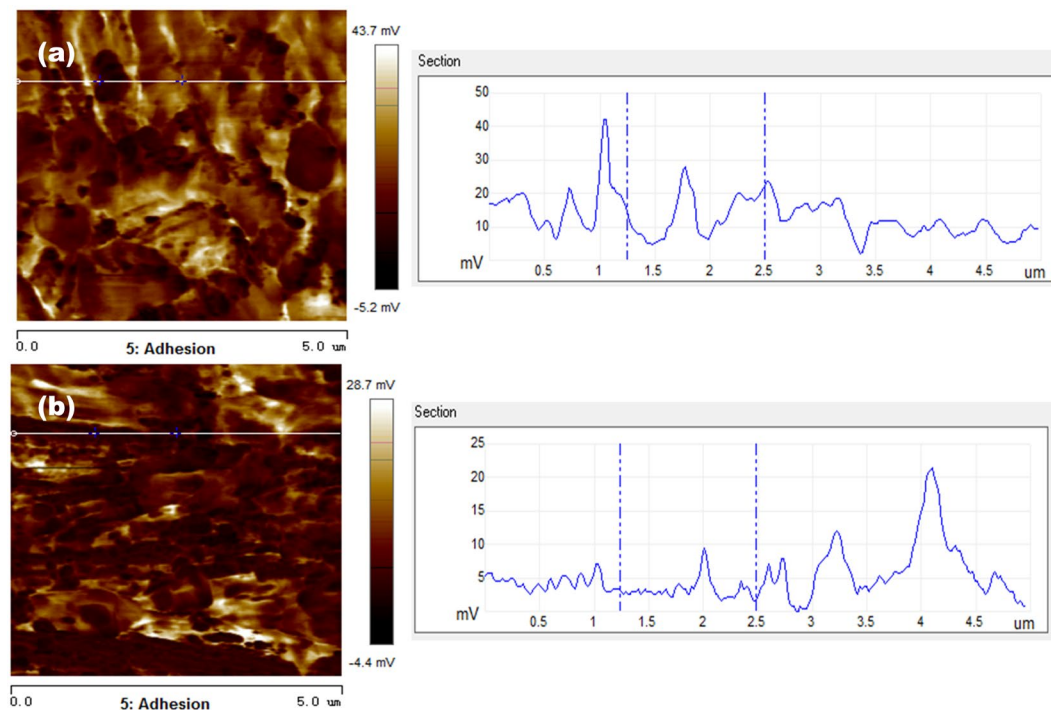 (a)
43.7 mV
-5.2 mV
0.0 5.0 um
5: Adhesion
Section
50
40
30
20
10
mV
0.5 1 1.5 2 2.5 3 3.5 4 4.5 um
(b)
28.7 mV
-4.4 mV
0.0 5.0 um
5: Adhesion
Section
25
20
15
10
5
mV
0.5 1 1.5 2 2.5 3 3.5 4 4.5 um